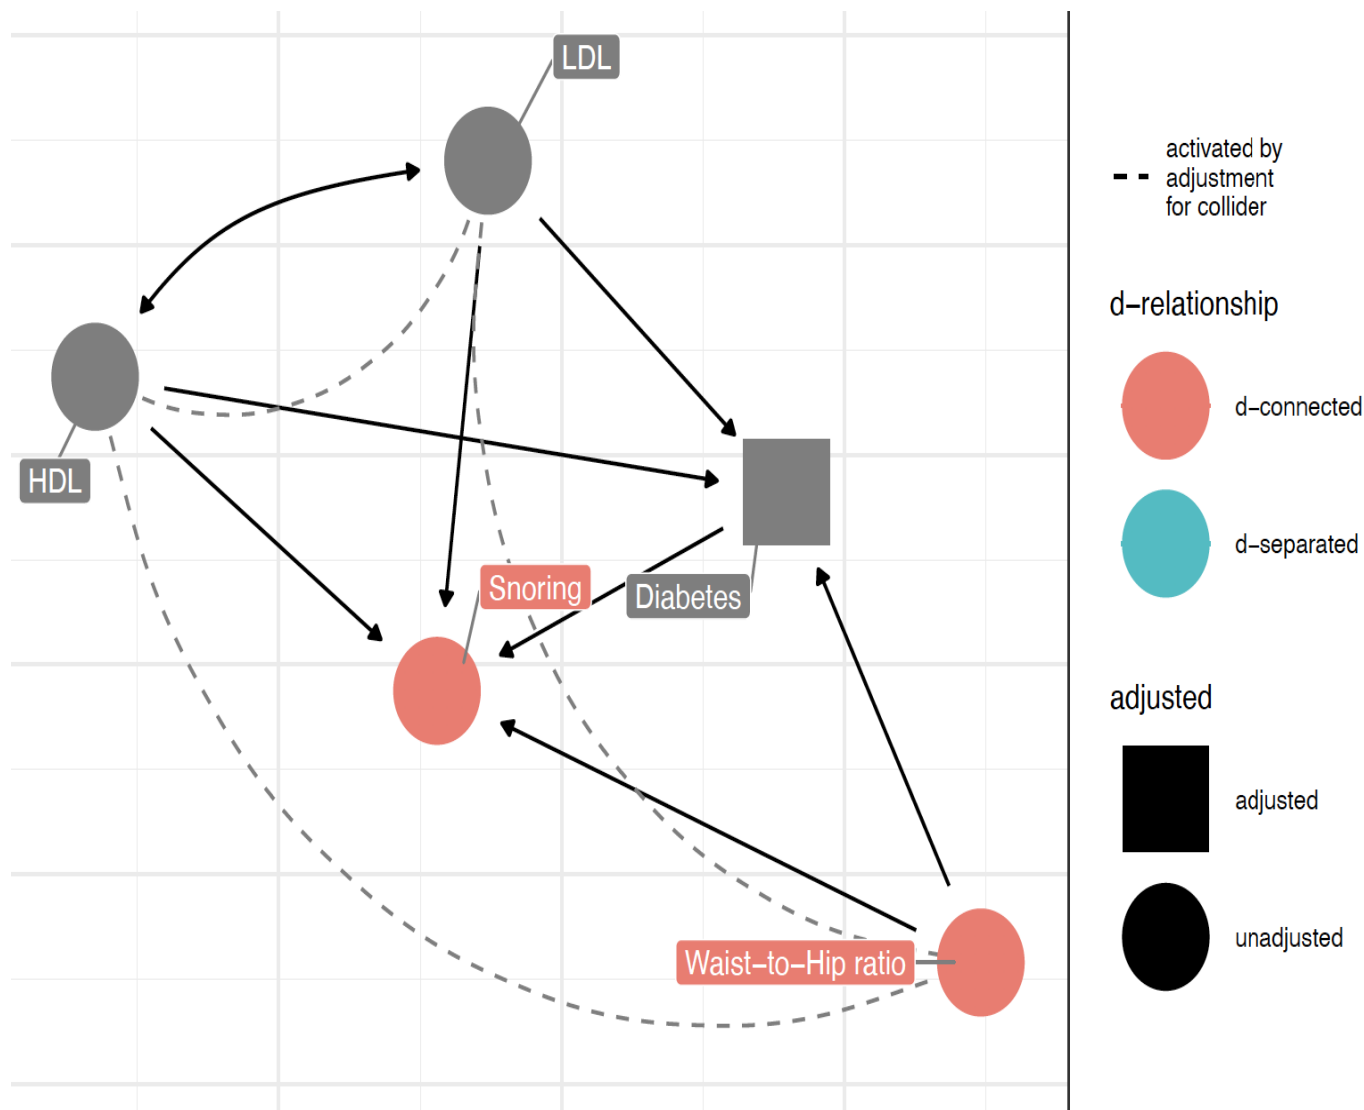 LDL
HDL
Snoring
Diabetes
Waist-to-Hip ratio
activated by
adjustment
for collider
d-relationship
d-connected
d-separated
adjusted
adjusted
unadjusted